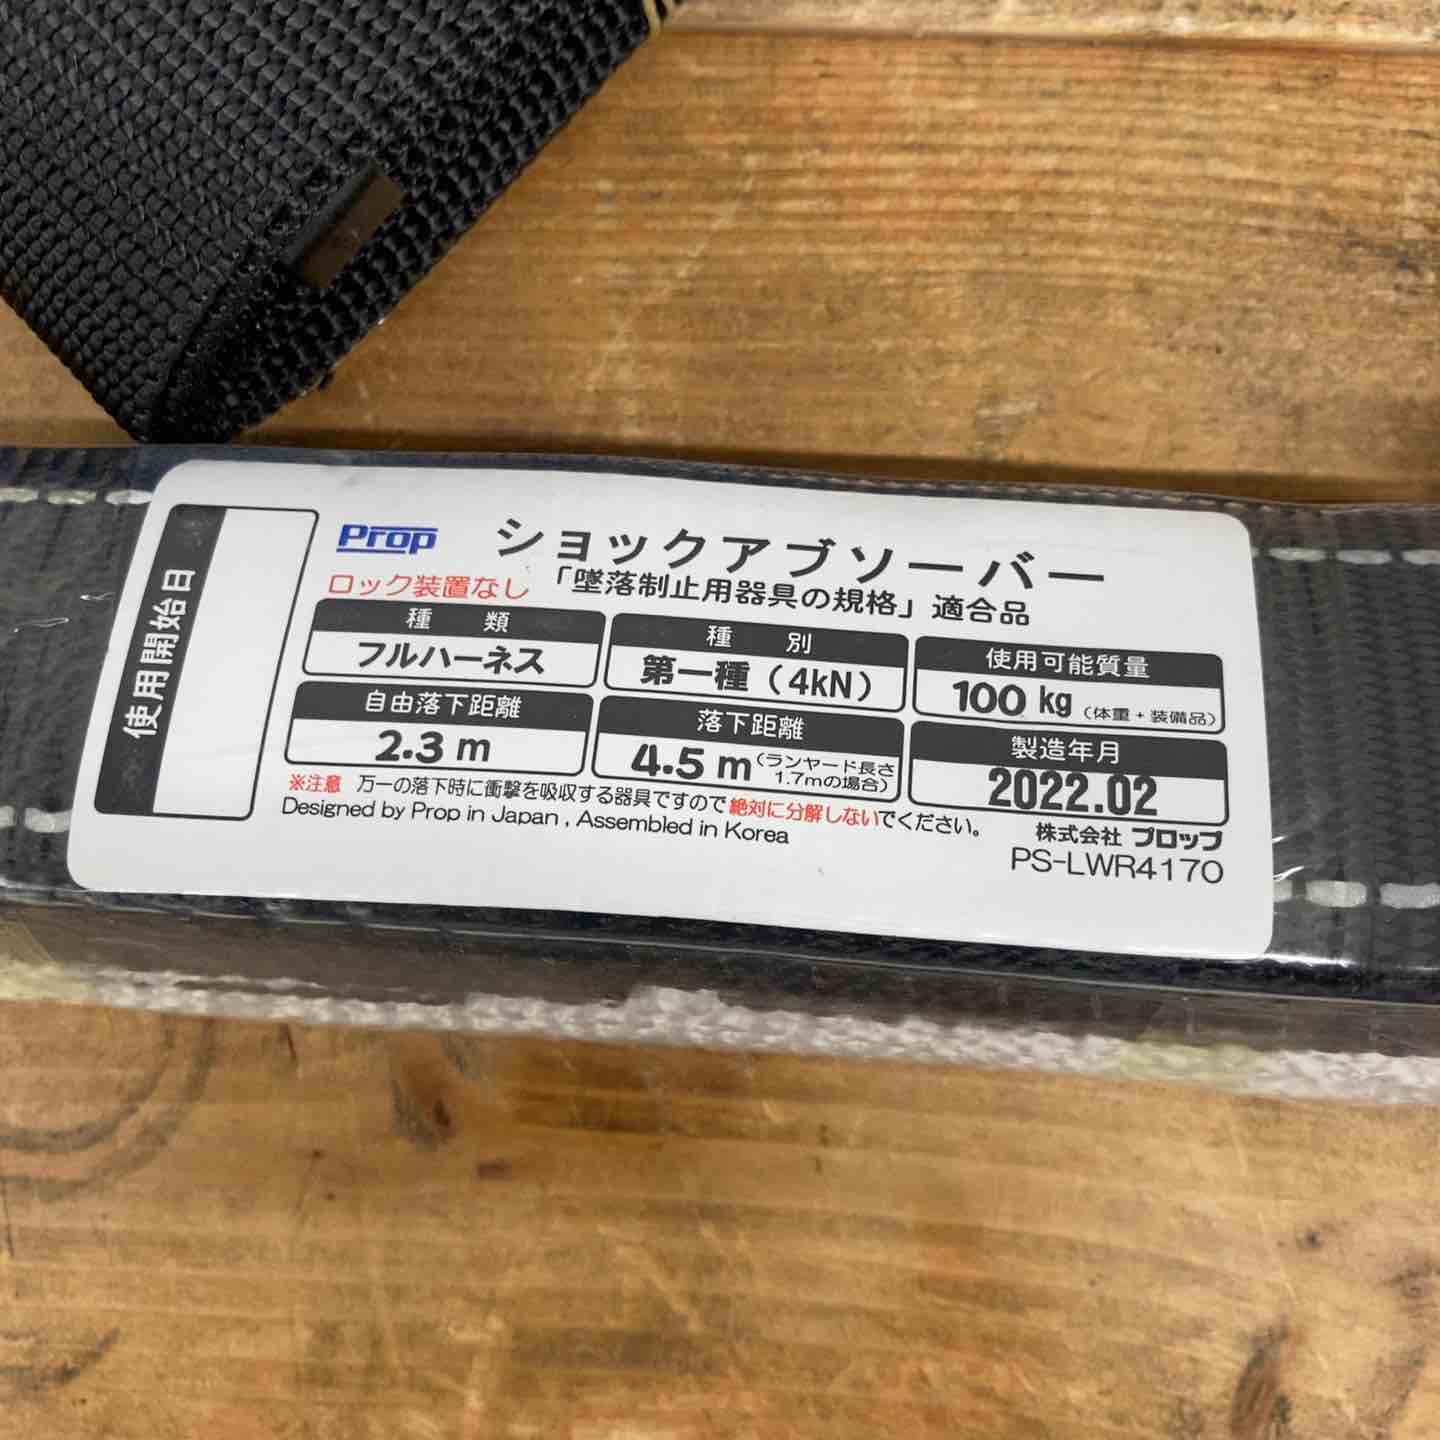 使用開始日
Prop ショックアブソーバー
ロック装置なし 「墜落制止用器具の規格」適合品
種 類 種 別 使用可能質量
フルハーネス 第一種（4kN） 100 kg （体重 + 装備品）
自由落下距離 落下距離 製造年月
2.3 m 4.5 m （ランヤード長さ 1.7mの場合） 2022.02
※注意 万一の落下時に衝撃を吸収する器具ですので絶対に分解しないでください。
Designed by Prop in Japan , Assembled in Korea
株式会社 プロップ
PS-LWR4170